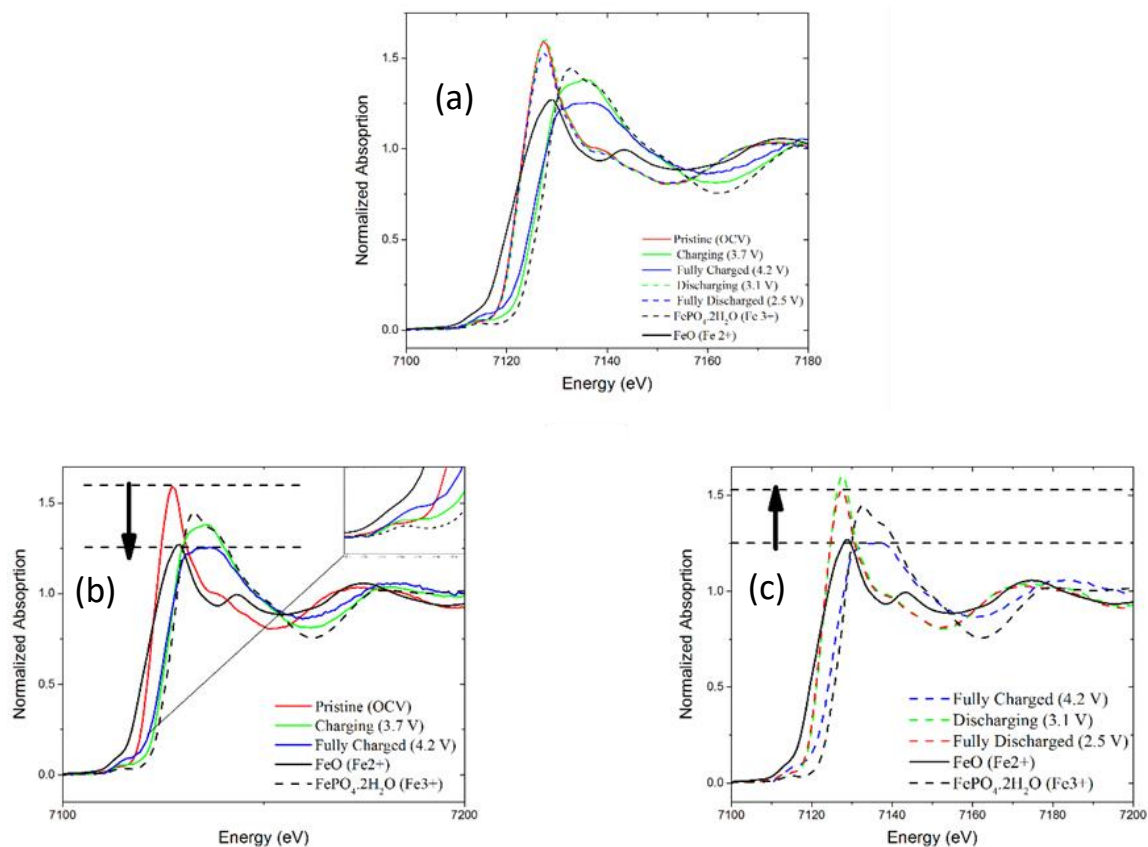 (a)
Normalized Absoprtion
1.5
1.0
0.5
0.0
Pristine (OCV)
Charging (3.7 V)
Fully Charged (4.2 V)
Discharging (3.1 V)
Fully Discharged (2.5 V)
FePO₄.2H₂O (Fe 3+)
FeO (Fe 2+)
7100 7120 7140 7160 7180
Energy (eV)
(b)
Normalized Absoprtion
1.5
1.0
0.5
0.0
Pristine (OCV)
Charging (3.7 V)
Fully Charged (4.2 V)
FeO (Fe2+)
FePO₄.2H₂O (Fe3+)
7100 7200
Energy (eV)
(c)
Normalized Absoprtion
1.5
1.0
0.5
0.0
Fully Charged (4.2 V)
Discharging (3.1 V)
Fully Discharged (2.5 V)
FeO (Fe2+)
FePO₄.2H₂O (Fe3+)
7100 7120 7140 7160 7180 7200
Energy (eV)